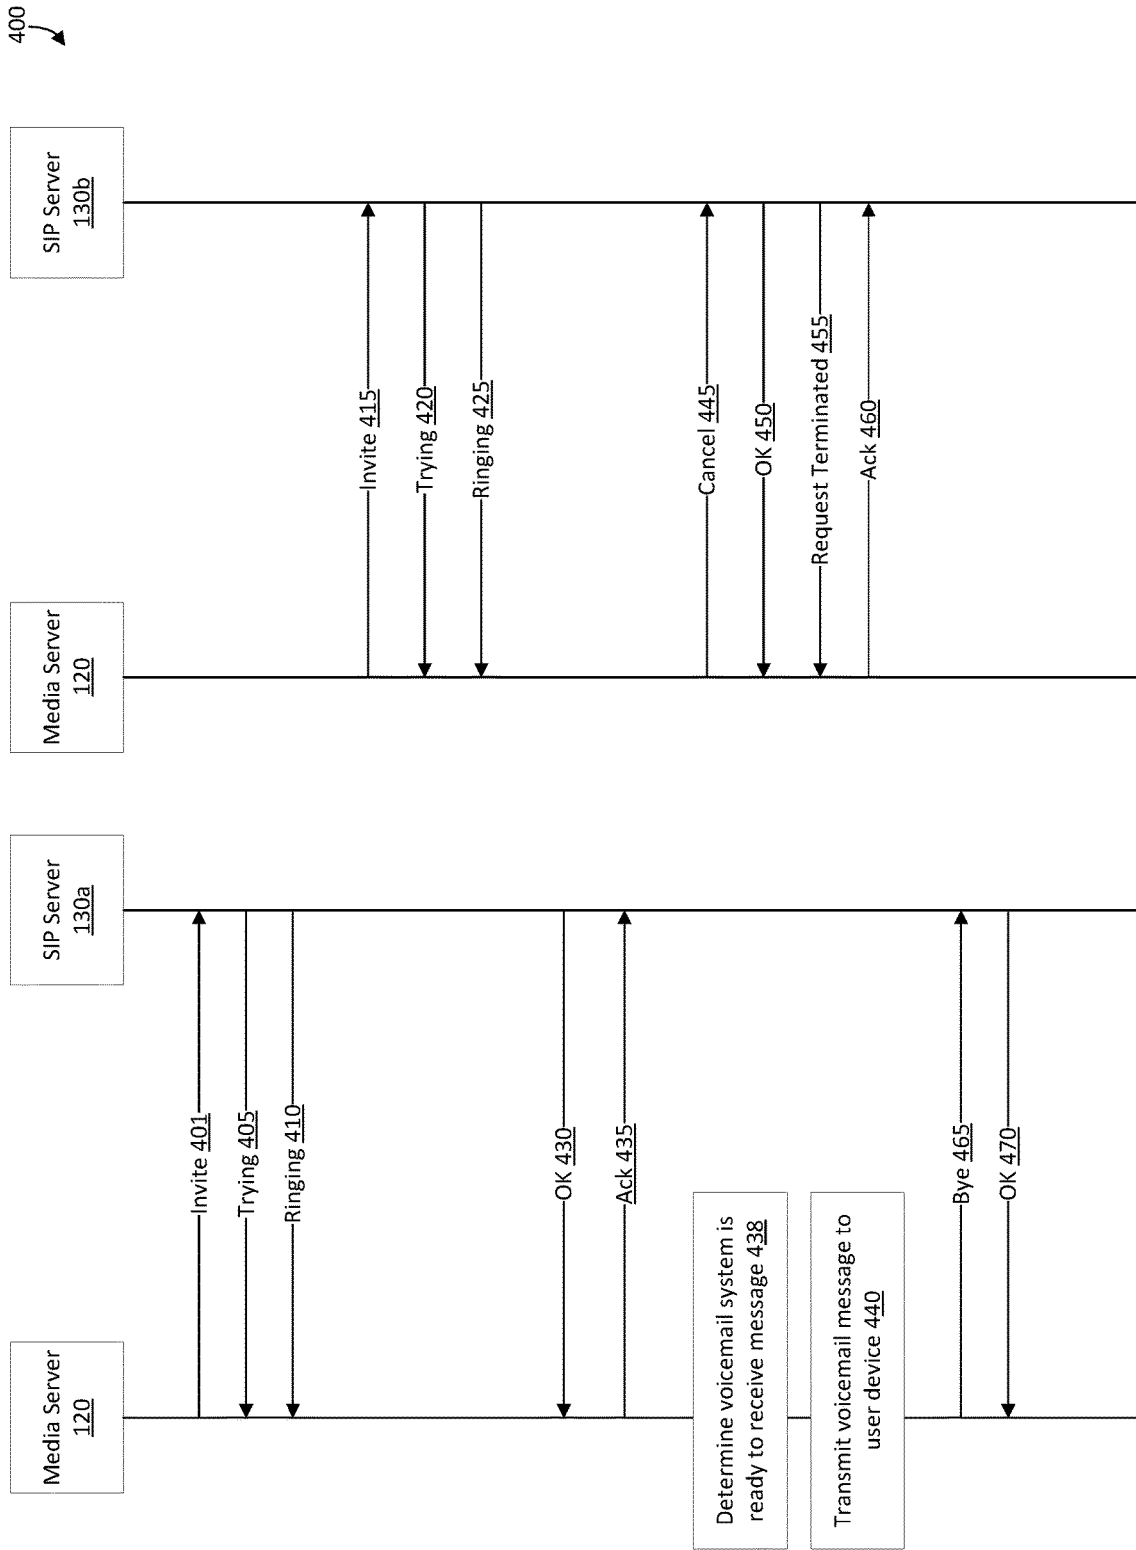 400
Media Server
120
SIP Server
130a
Media Server
120
SIP Server
130b
Invite 401
Trying 405
Ringing 410
Invite 415
Trying 420
Ringing 425
OK 430
Ack 435
Determine voicemail system is
ready to receive message 438
Cancel 445
OK 450
Transmit voicemail message to
user device 440
Request Terminated 455
Ack 460
Bye 465
OK 470